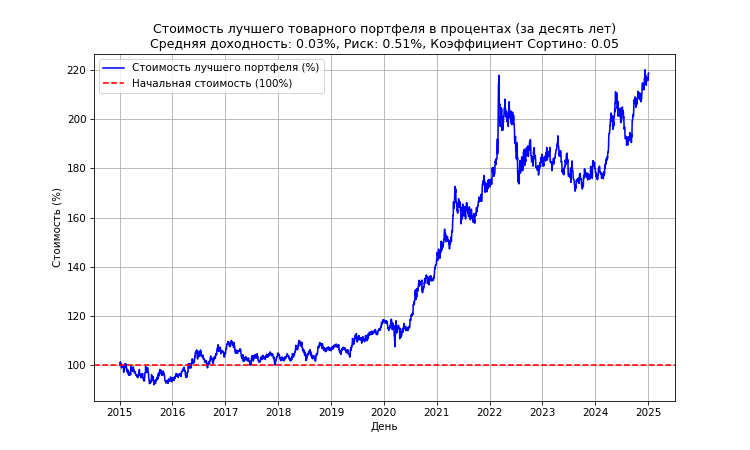 Стоимость лучшего товарного портфеля в процентах (за десять лет)
Средняя доходность: 0.03%, Риск: 0.51%, Коэффициент Сортино: 0.05
Стоимость лучшего портфеля (%)
Начальная стоимость (100%)
Стоимость (%)
220
200
180
160
140
120
100
2015 2016 2017 2018 2019 2020 2021 2022 2023 2024 2025
День